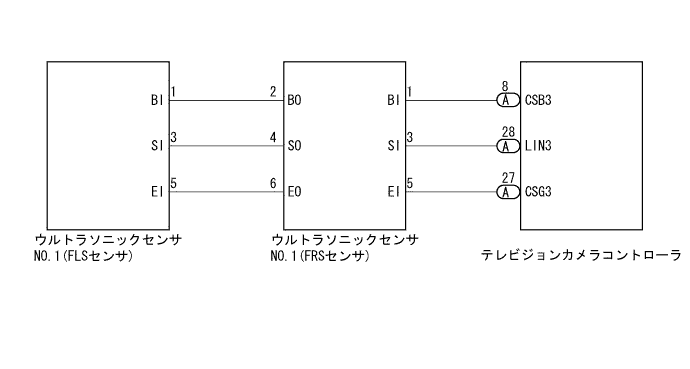 8
BI 1 2 BO BI 1 A CSB3
28
SI 3 4 SO SI 3 A LIN3
27
EI 5 6 EO EI 5 A CSG3
ウルトラソニックセンサ
NO.1(FLSセンサ)
ウルトラソニックセンサ
NO.1(FRSセンサ)
テレビジョンカメラコントローラ